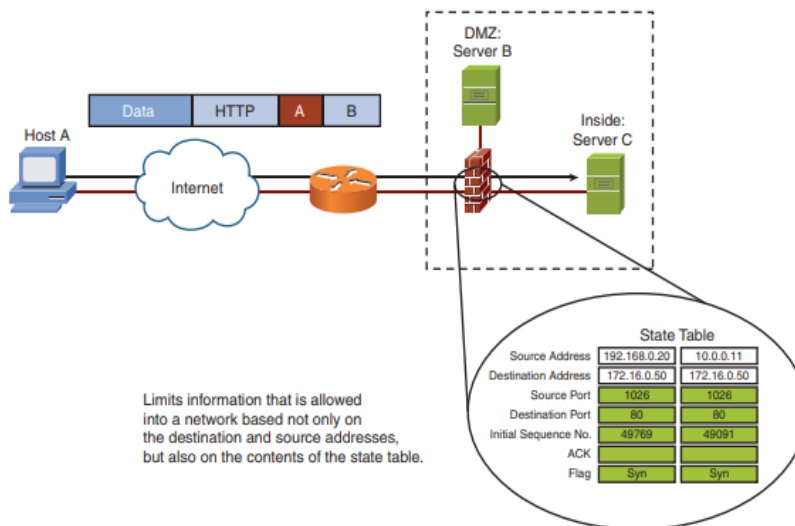 DMZ:
Server B
Data HTTP A B
Host A
Inside:
Server C
Internet
State Table
Source Address 192.168.0.20 10.0.0.11
Destination Address 172.16.0.50 172.16.0.50
Source Port 1026 1026
Destination Port 80 80
Initial Sequence No. 49769 49091
ACK
Flag Syn Syn
Limits information that is allowed
into a network based not only on
the destination and source addresses,
but also on the contents of the state table.